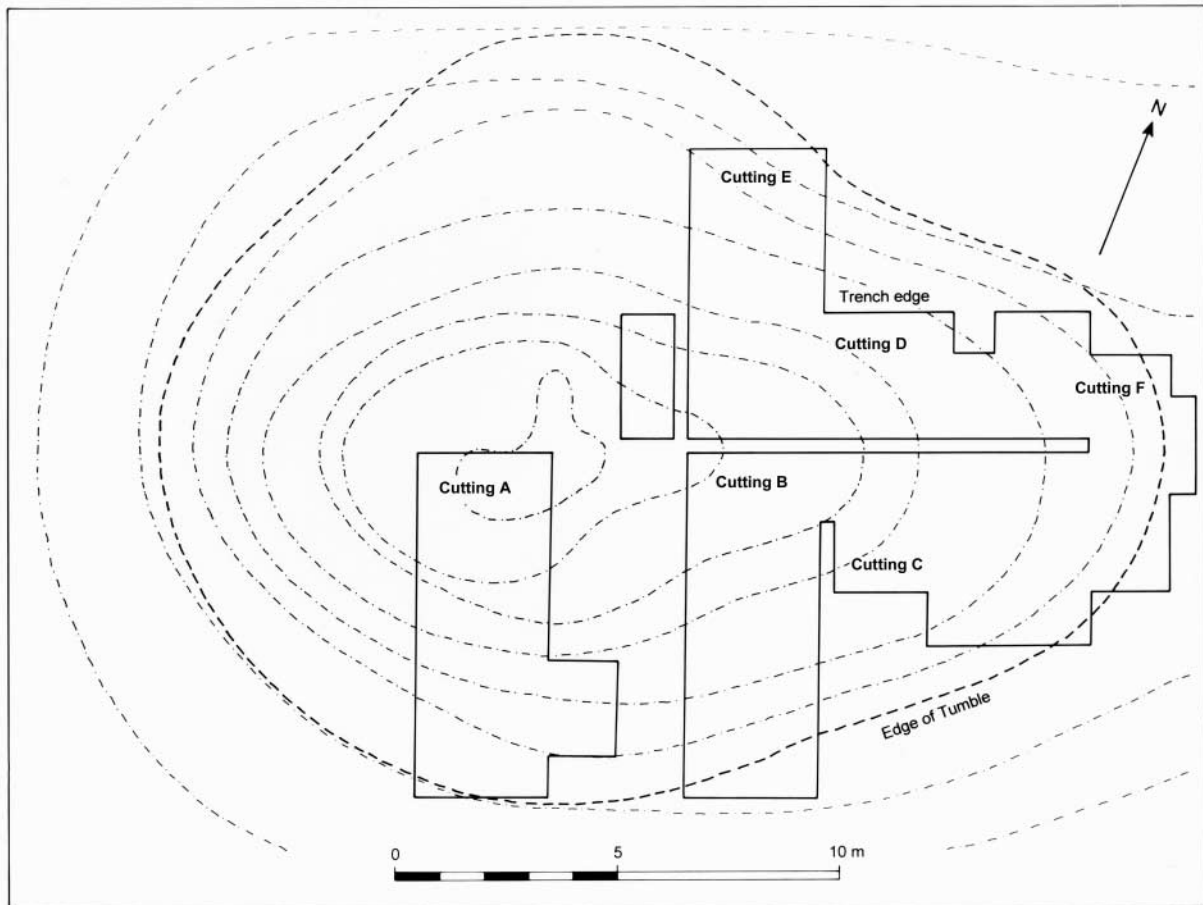 N
Cutting E
Trench edge
Cutting D
Cutting F
Cutting A
Cutting B
Cutting C
Edge of Tumble
0 5 10 m